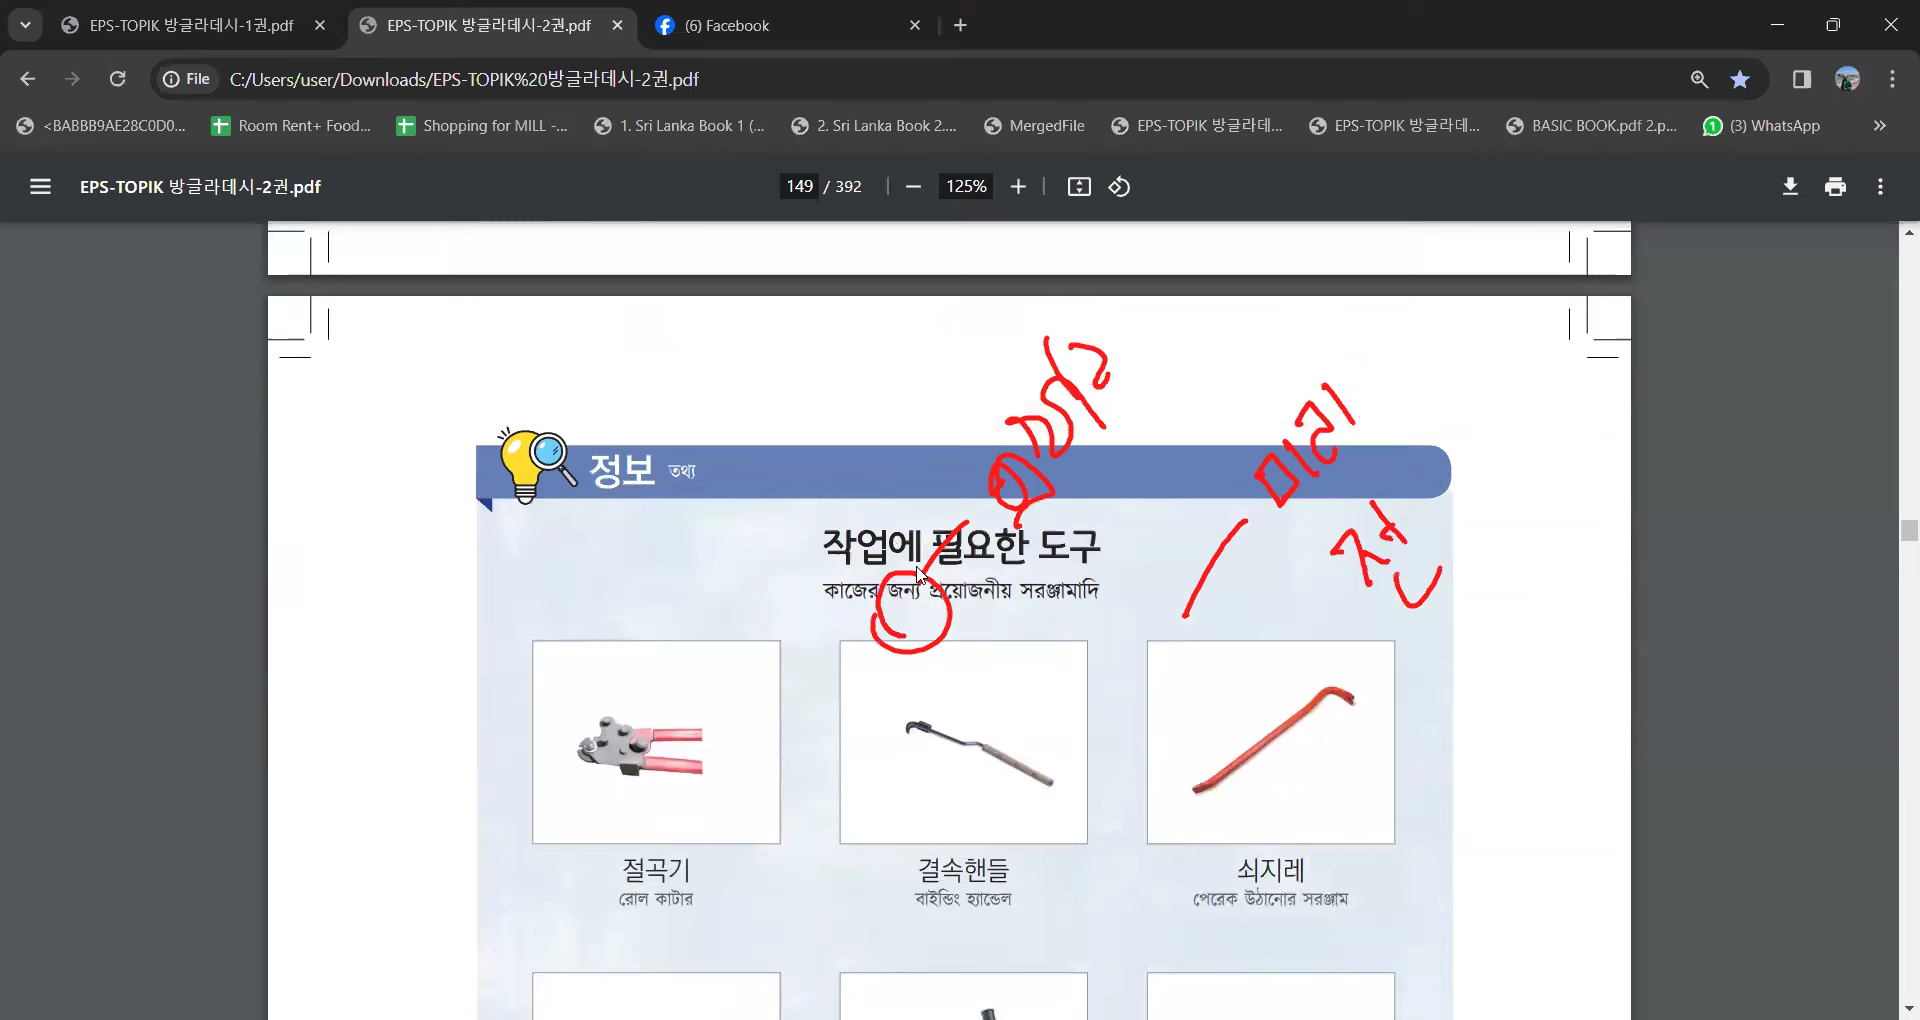 EPS-TOPIK 방글라데시-1권.pdf
EPS-TOPIK 방글라데시-2권.pdf
(6) Facebook
File C:/Users/user/Downloads/EPS-TOPIK%20방글라데시-2권.pdf
<BABBB9AE28C0D0... Room Rent+ Food... Shopping for MILL -... 1. Sri Lanka Book 1 (... 2. Sri Lanka Book 2.... MergedFile EPS-TOPIK 방글라데... EPS-TOPIK 방글라데... BASIC BOOK.pdf 2.p... (3) WhatsApp
EPS-TOPIK 방글라데시-2권.pdf 149 / 392 125%
미리
정보 তথ্য
작업에 필요한 도구
কাজের জন্য প্রয়োজনীয় সরঞ্জামাদি
절곡기 결속핸들 쇠지레
রোল কাটার বাইন্ডিং হ্যান্ডেল পেরেক উঠানোর সরঞ্জাম